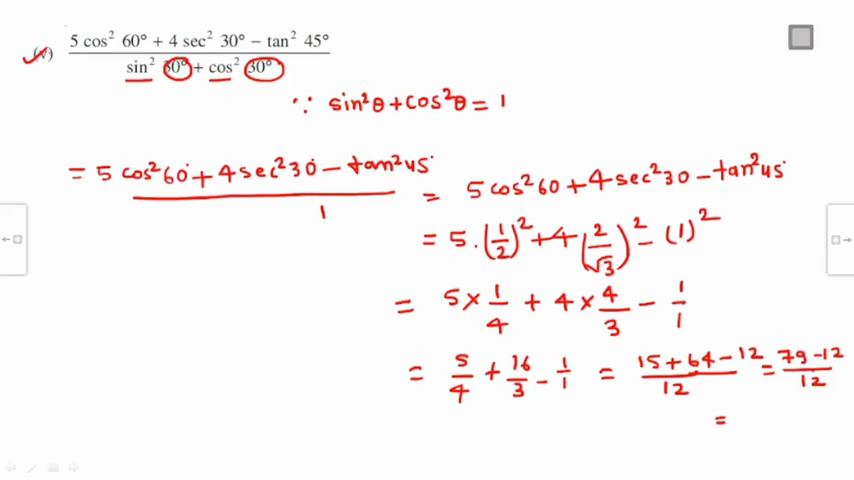 (v) 5 cos² 60° + 4 sec² 30° − tan² 45°
sin² 30° + cos² 30°
∵ sin²θ + cos²θ = 1
= 5 cos²60° + 4 sec²30° − tan²45°
1
= 5 cos²60 + 4 sec²30 − tan²45°
= 5 . (1/2)² + 4 (2/√3)² − (1)²
= 5 × 1/4 + 4 × 4/3 − 1/1
= 5/4 + 16/3 − 1/1 = 15 + 64 − 12/12 = 79 − 12/12
=